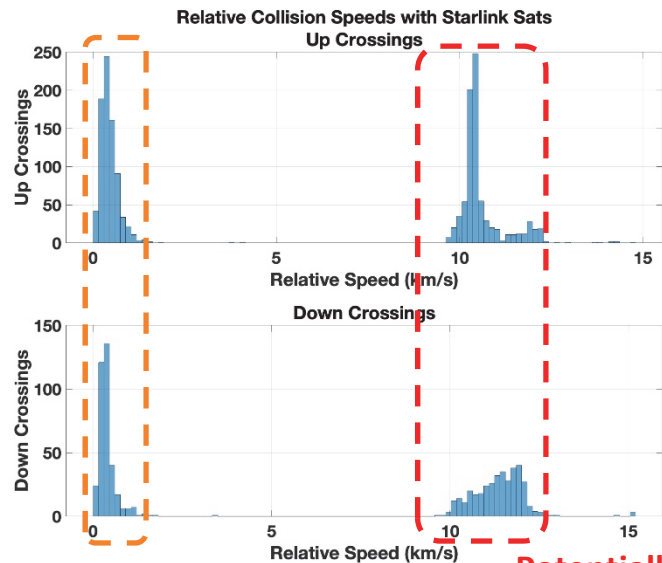 Relative Collision Speeds with Starlink Sats
Up Crossings
250
200
150
100
50
0
Up Crossings
0 5 10 15
Relative Speed (km/s)
Down Crossings
150
100
50
0
Down Crossings
0 5 10 15
Relative Speed (km/s)